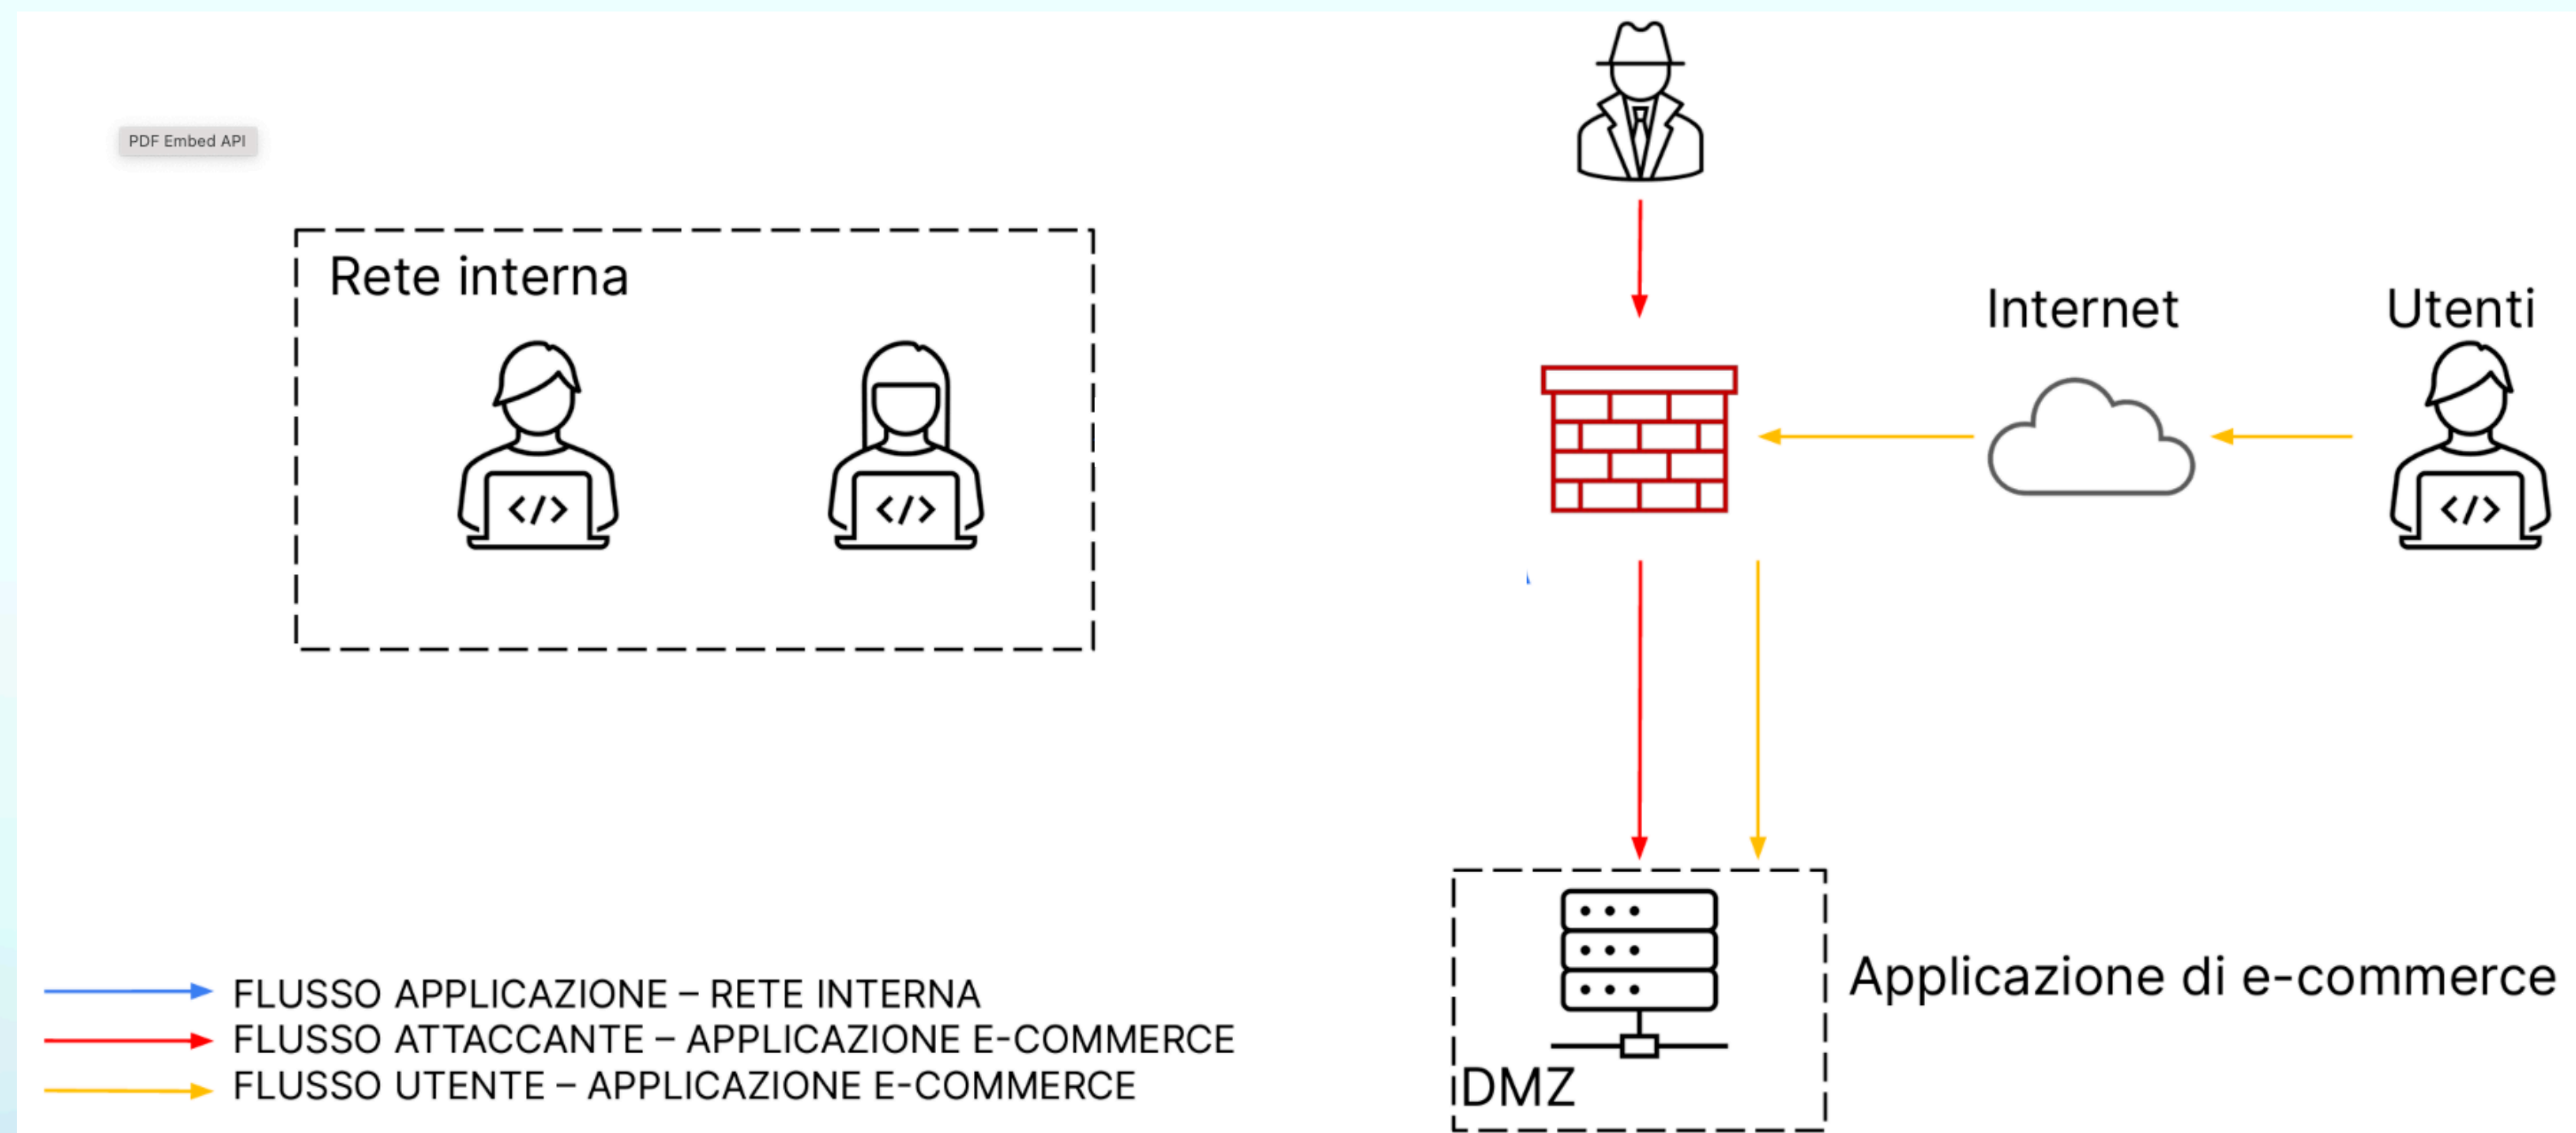 PDF Embed API
Rete interna
Internet
Utenti
</>
</>
</>
Applicazione di e-commerce
DMZ
FLUSSO APPLICAZIONE – RETE INTERNA
FLUSSO ATTACCANTE – APPLICAZIONE E-COMMERCE
FLUSSO UTENTE – APPLICAZIONE E-COMMERCE